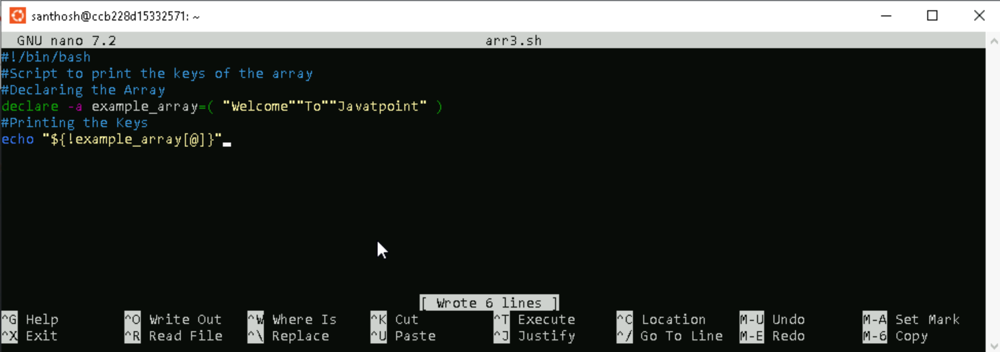 santhosh@ccb228d15332571: ~
GNU nano 7.2 arr3.sh
#!/bin/bash
#Script to print the keys of the array
#Declaring the Array
declare -a example_array=( "Welcome""To""Javatpoint" )
#Printing the Keys
echo "${!example_array[@]}"
[ Wrote 6 lines ]
^G Help ^O Write Out ^W Where Is ^K Cut ^T Execute ^C Location M-U Undo M-A Set Mark
^X Exit ^R Read File ^\ Replace ^U Paste ^J Justify ^/ Go To Line M-E Redo M-6 Copy